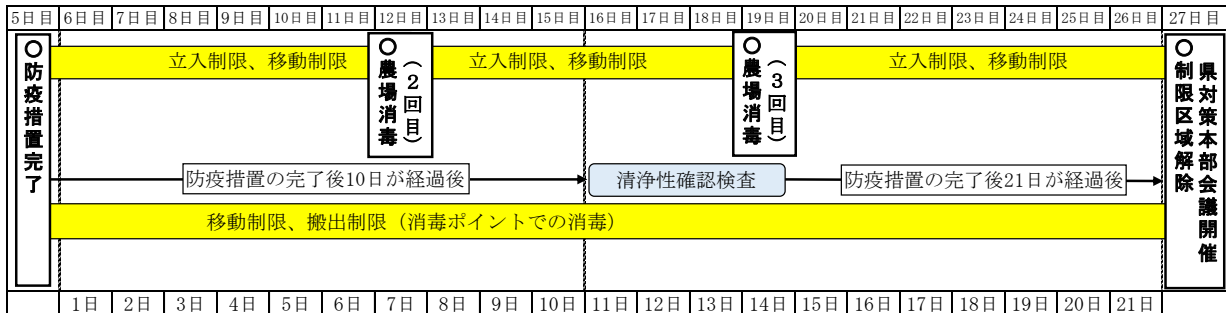 5日目 6日目 7日目 8日目 9日目 10日目 11日目 12日目 13日目 14日目 15日目 16日目 17日目 18日目 19日目 20日目 21日目 22日目 23日目 24日目 25日目 26日目 27日目
○防疫措置完了
立入制限、移動制限
○農場消毒
(2回目)
立入制限、移動制限
○農場消毒
(3回目)
立入制限、移動制限
県対策本部会議開催
○制限区域解除
防疫措置の完了後10日が経過後
清浄性確認検査
防疫措置の完了後21日が経過後
移動制限、搬出制限（消毒ポイントでの消毒）
1日 2日 3日 4日 5日 6日 7日 8日 9日 10日 11日 12日 13日 14日 15日 16日 17日 18日 19日 20日 21日